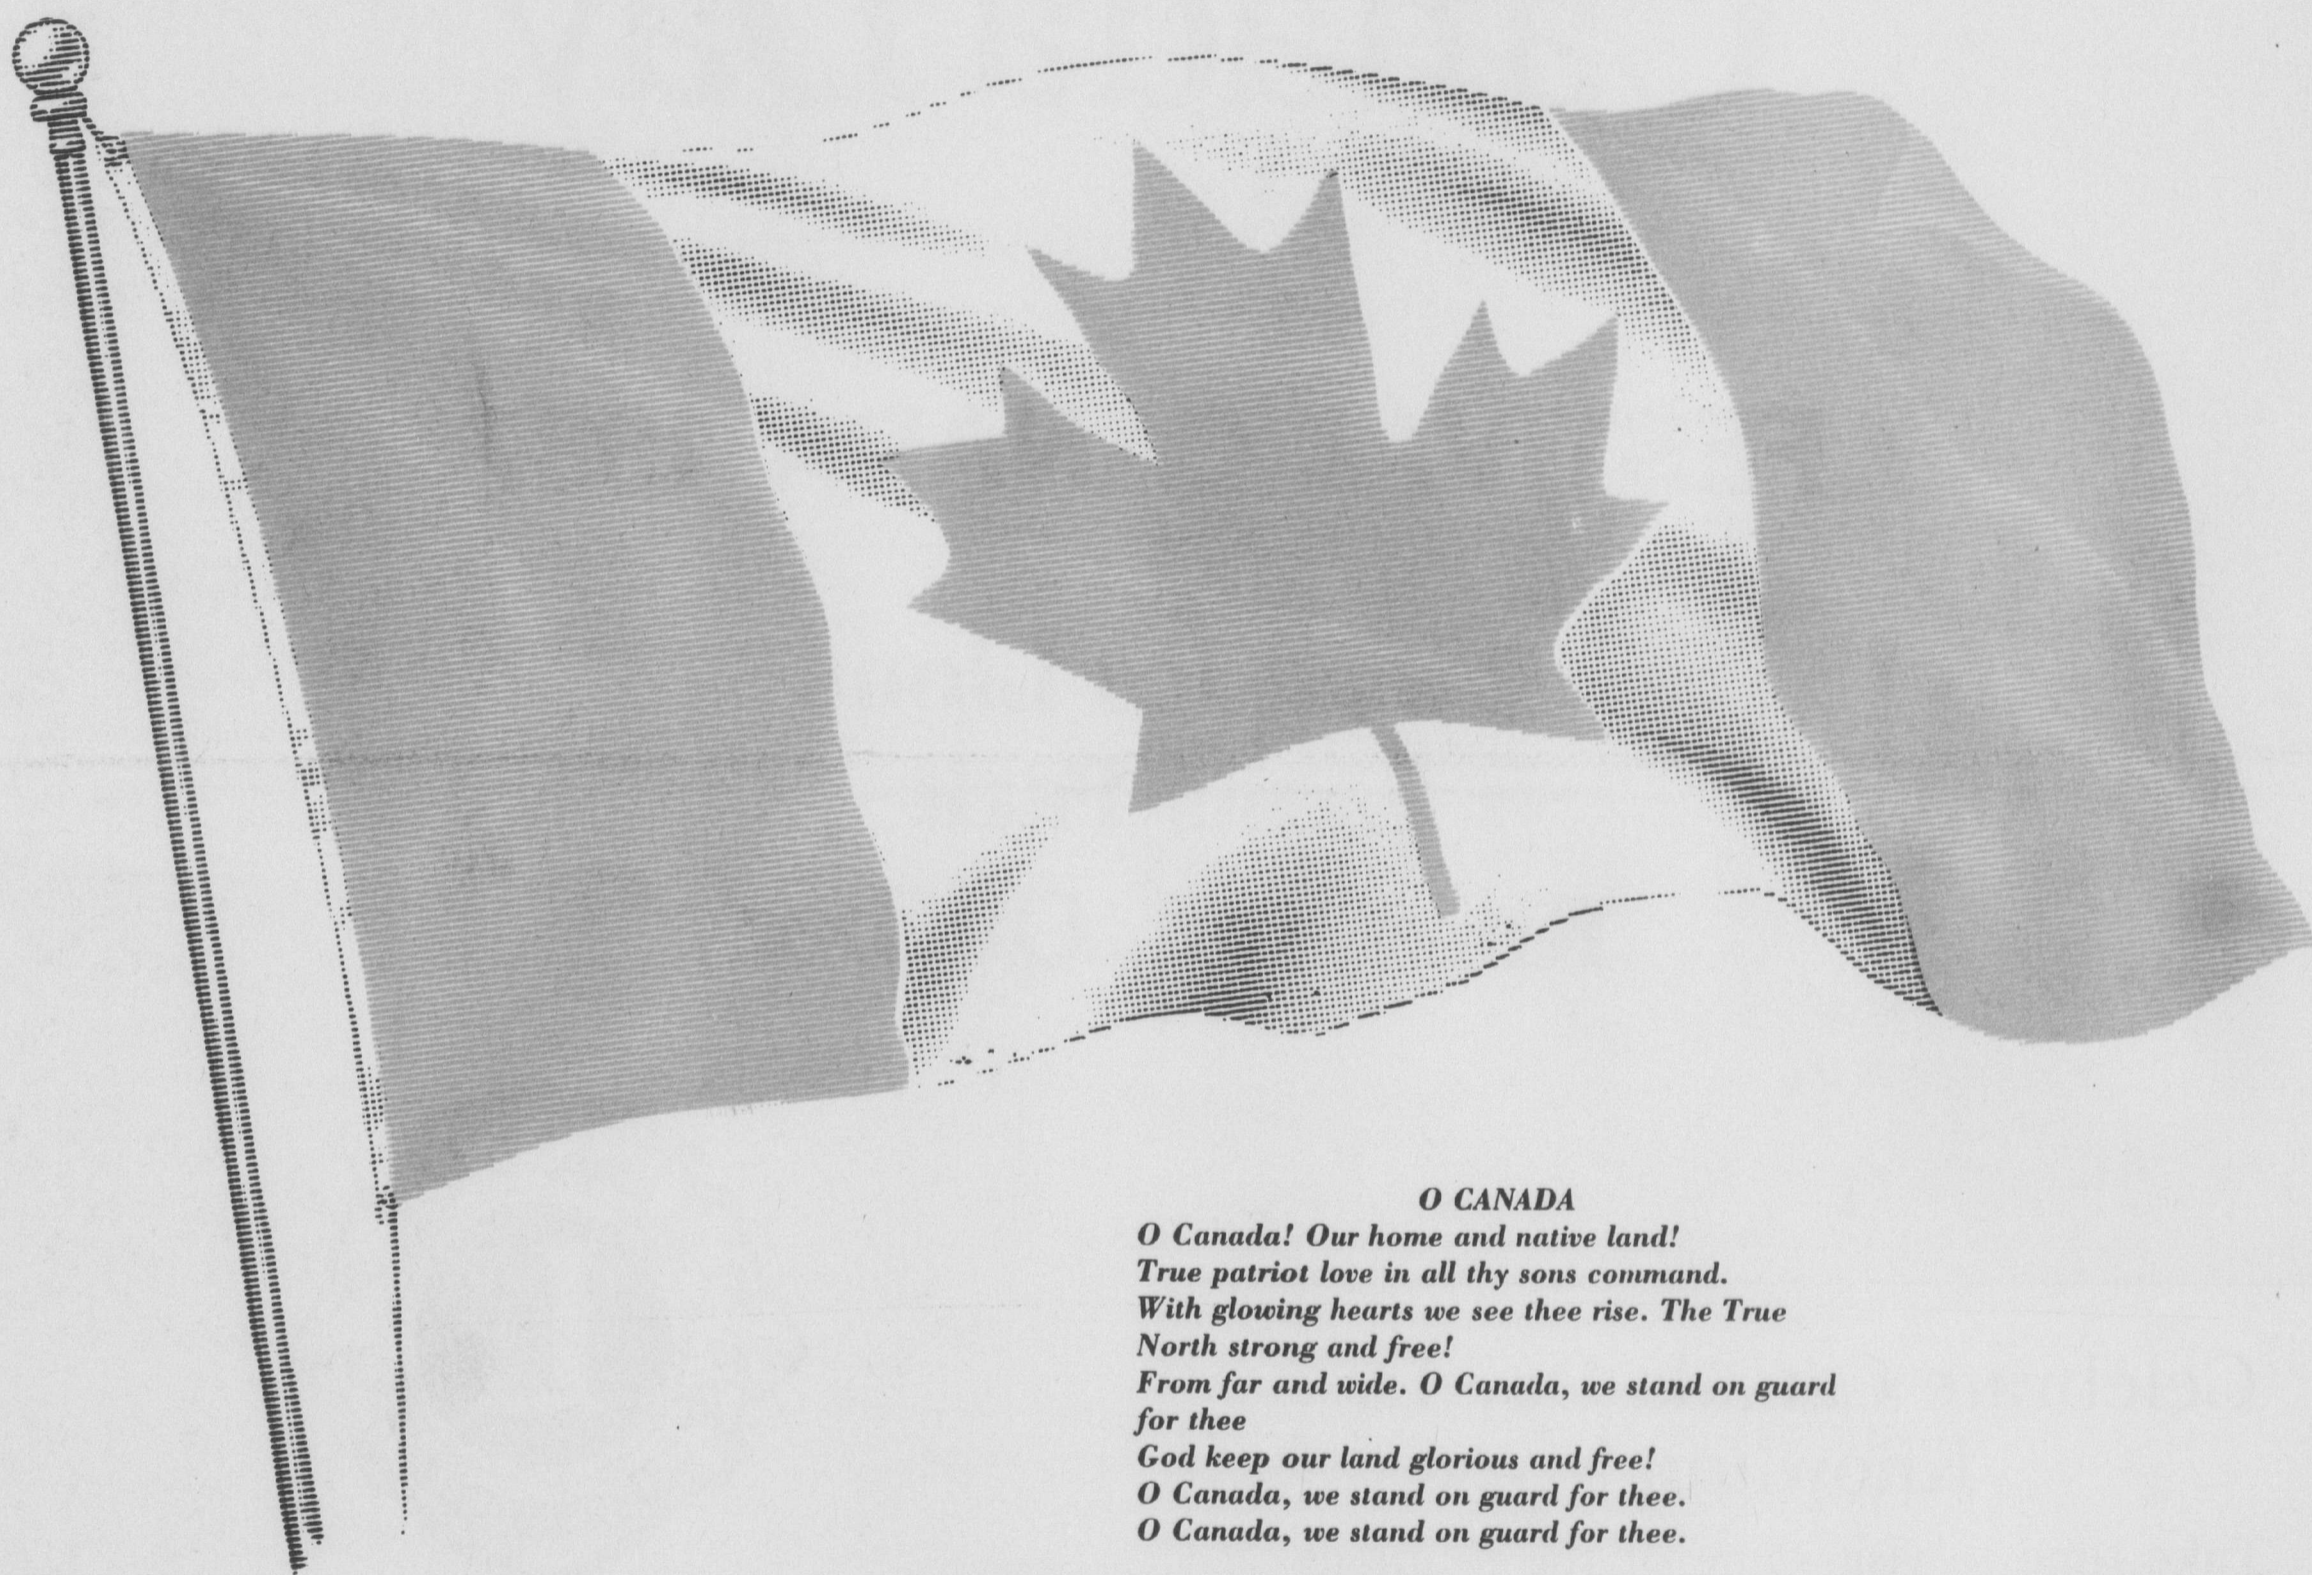 O CANADA
O Canada! Our home and native land!
True patriot love in all thy sons command.
With glowing hearts we see thee rise. The True
North strong and free!
From far and wide. O Canada, we stand on guard
for thee
God keep our land glorious and free!
O Canada, we stand on guard for thee.
O Canada, we stand on guard for thee.